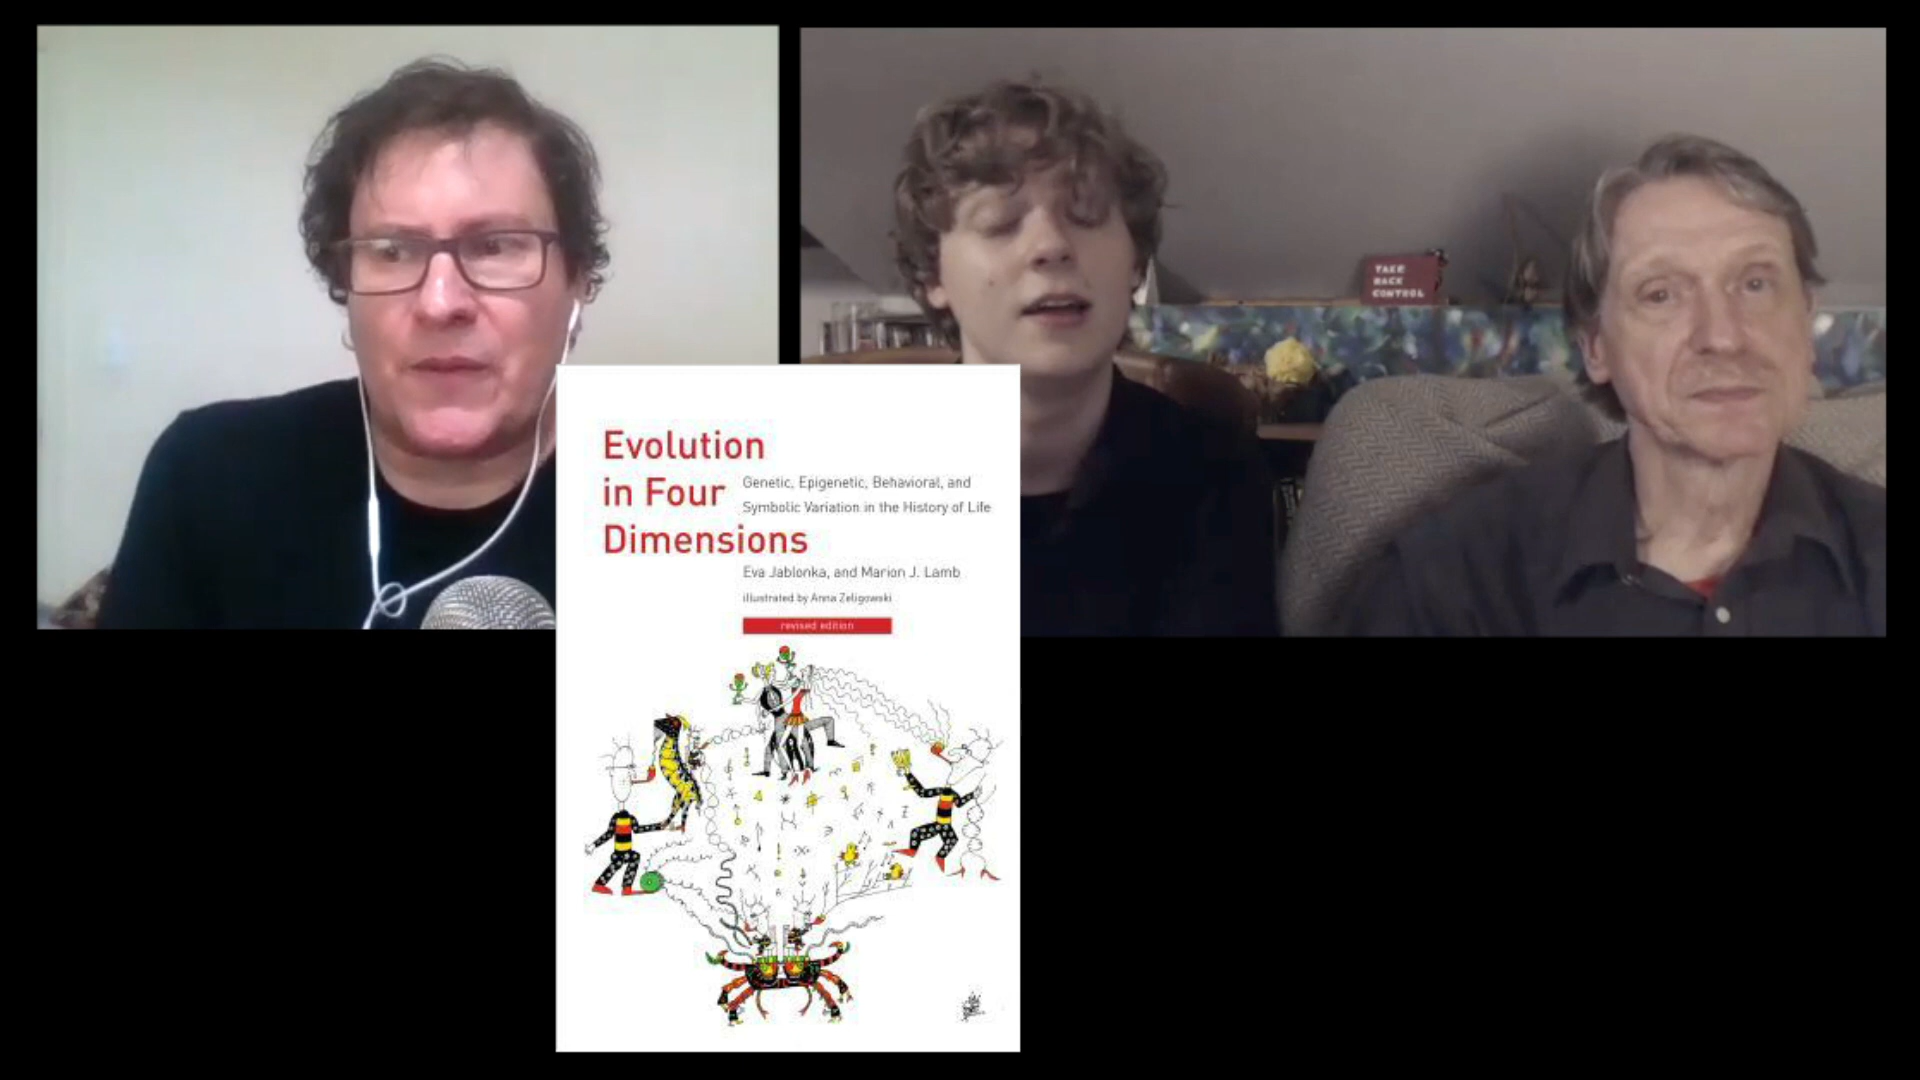 TAKE
BACK
CONTROL
Evolution
in Four
Dimensions
Genetic, Epigenetic, Behavioral, and
Symbolic Variation in the History of Life
Eva Jablonka, and Marion J. Lamb
illustrated by Anna Zeligowski
revised edition